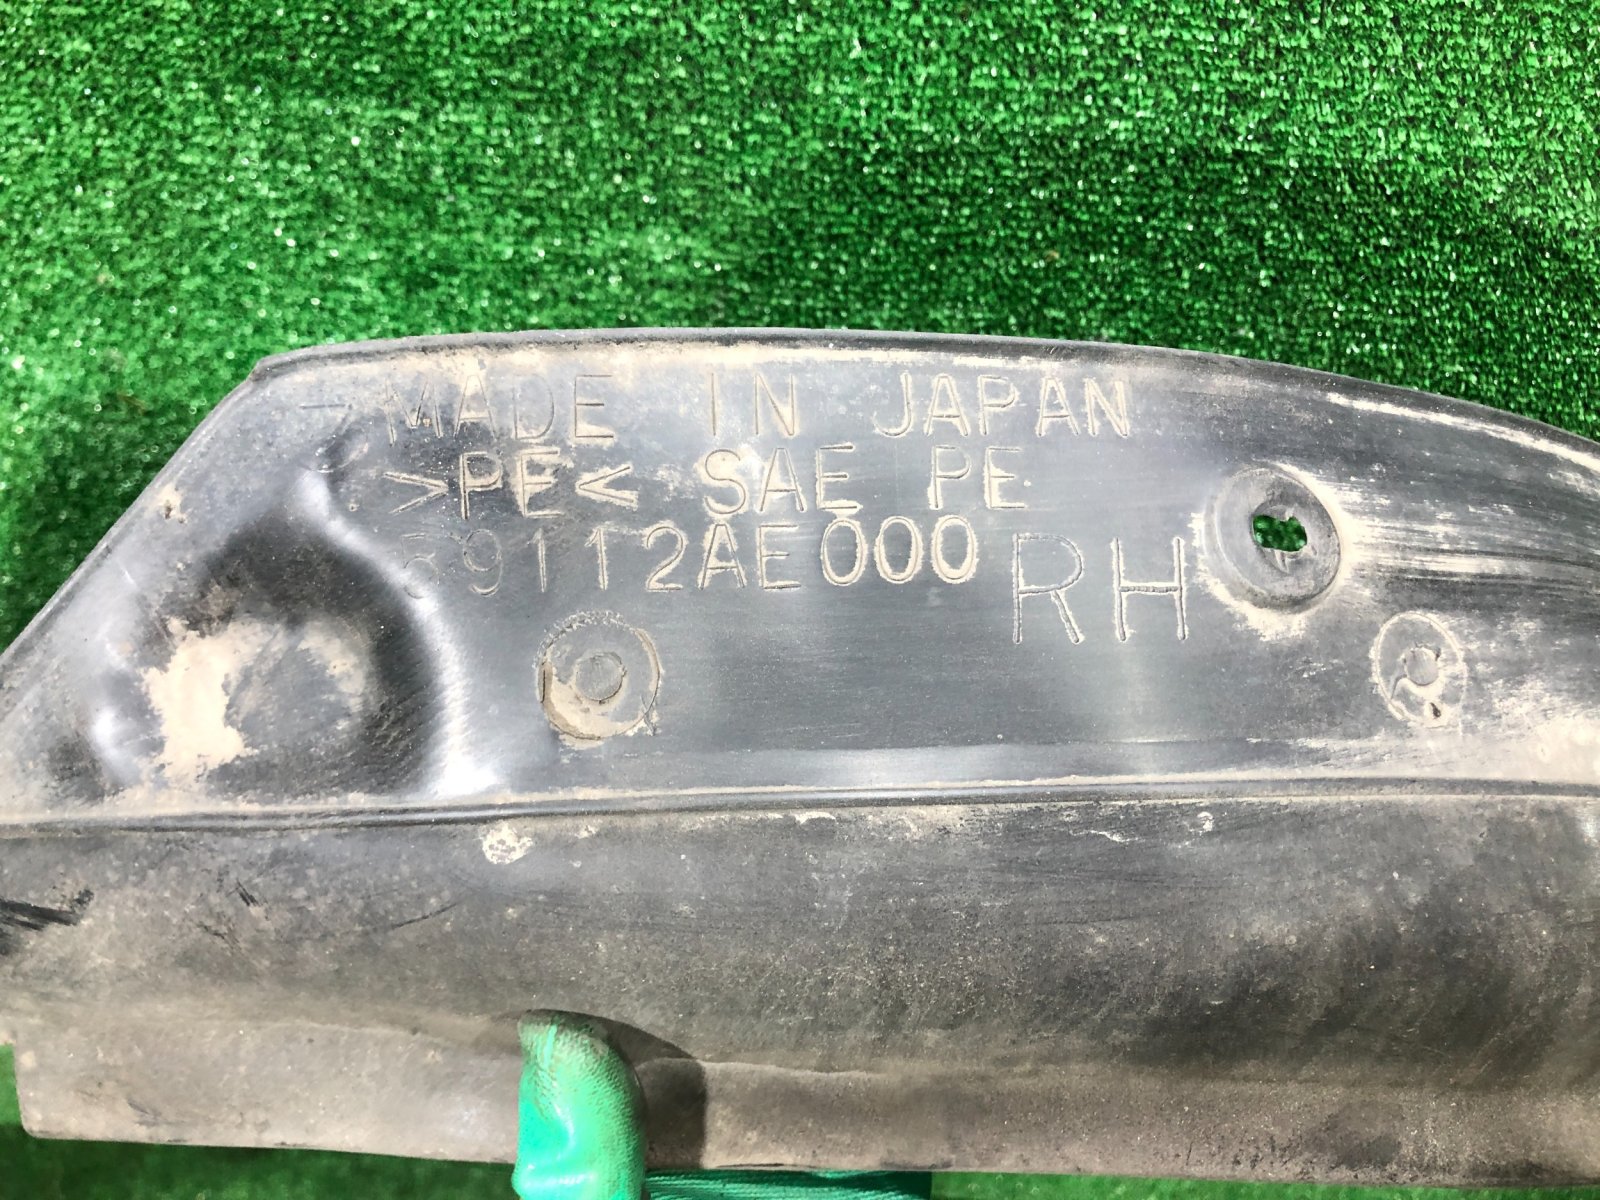 MADE IN JAPAN
>PE< SAE PE
59112AE000 RH